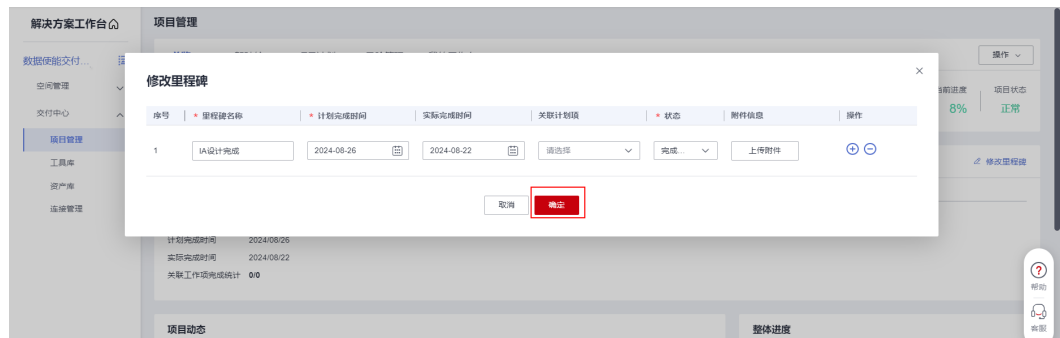 解决方案工作台
项目管理
数据使能交付...
操作
空间管理
交付中心
项目管理
工具库
资产库
连接管理
修改里程碑
序号 * 里程碑名称 * 计划完成时间 实际完成时间 关联计划项 * 状态 附件信息 操作
1 IA设计完成 2024-08-26 2024-08-22 请选择 完成... 上传附件
取消 确定
当前进度 项目状态
8% 正常
修改里程碑
计划完成时间 2024/08/26
实际完成时间 2024/08/22
关联工作项完成统计 0/0
项目动态 整体进度
帮助
客服